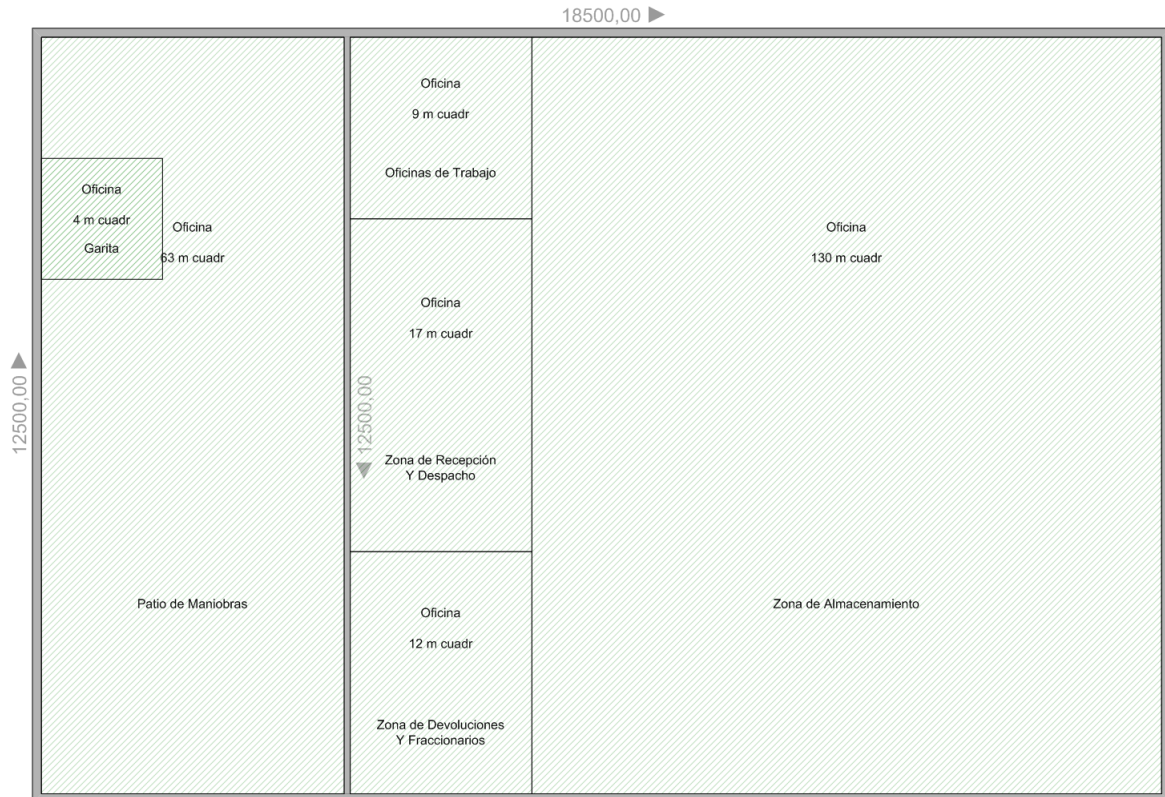 18500,00
Oficina
4 m cuadr
Garita
Oficina
63 m cuadr
Patio de Maniobras
12500,00
12500,00
Oficina
9 m cuadr
Oficinas de Trabajo
Oficina
17 m cuadr
Zona de Recepción
Y Despacho
Oficina
12 m cuadr
Zona de Devoluciones
Y Fraccionarios
Oficina
130 m cuadr
Zona de Almacenamiento